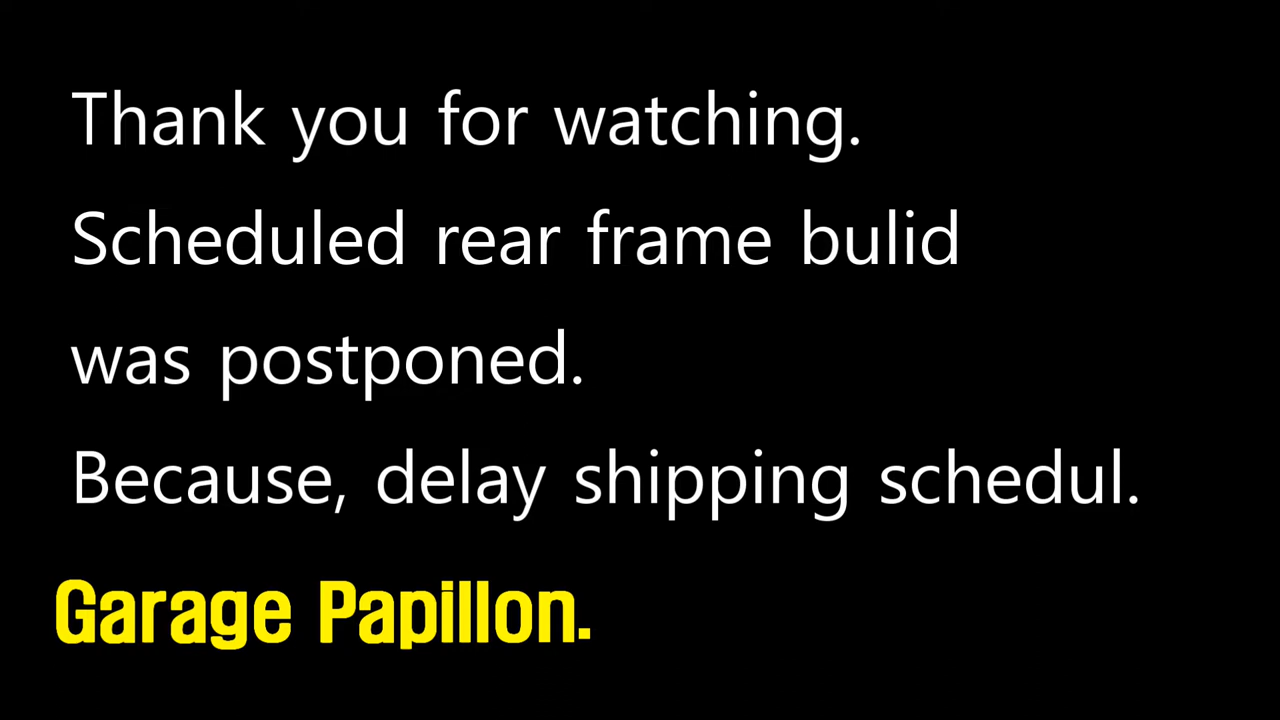 Thank you for watching.
Scheduled rear frame bulid
was postponed.
Because, delay shipping schedul.
Garage Papillon.